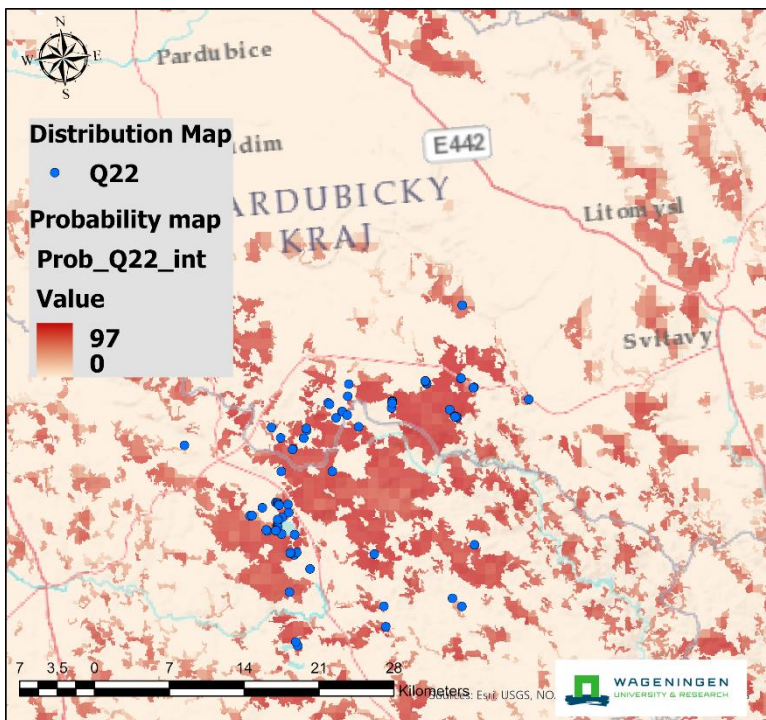 N
W E
S
Pardubice
Distribution Map
Q22
Probability map
Prob_Q22_int
Value
97
0
dim
E442
ARDUBICKY
KRAJ
Litomysl
Svitavy
7 3.5 0 7 14 21 28
Kilometers
Sources: Esri, USGS, NO
WAGENINGEN
UNIVERSITY & RESEARCH